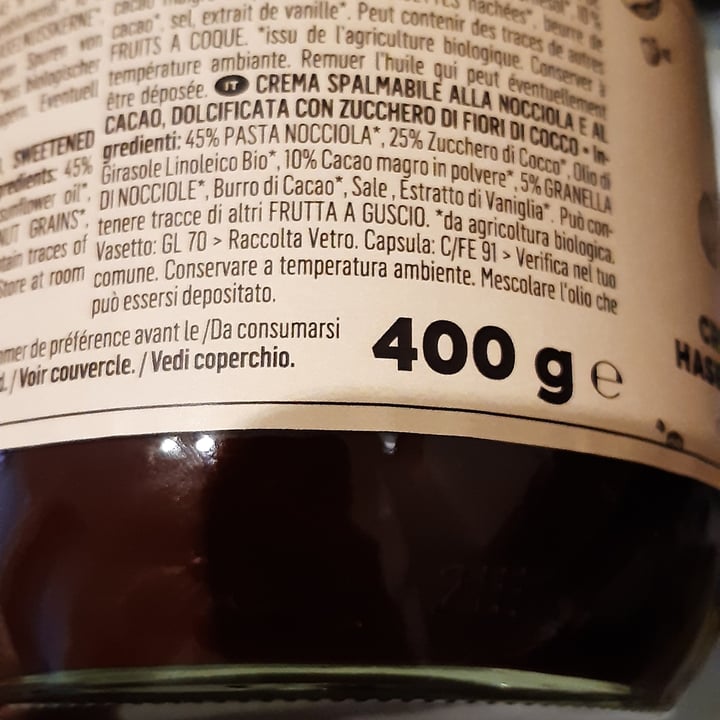 cacao*, sel, extrait de vanille*. Peut contenir des traces de autres
FRUITS A COQUE. *issu de l'agriculture biologique. Conserver à
température ambiante. Remuer l'huile qui peut éventuellement
être déposée. IT CREMA SPALMABILE ALLA NOCCIOLA E AL
CACAO, DOLCIFICATA CON ZUCCHERO DI FIORI DI COCCO • In-
gredienti: 45% PASTA NOCCIOLA*, 25% Zucchero di Cocco*, Olio di
Girasole Linoleico Bio*, 10% Cacao magro in polvere*, 5% GRANELLA
DI NOCCIOLE*, Burro di Cacao*, Sale, Estratto di Vaniglia*. Può con-
tenere tracce di altri FRUTTA A GUSCIO. *da agricoltura biologica.
Vasetto: GL 70 > Raccolta Vetro. Capsula: C/FE 91 > Verifica nel tuo
comune. Conservare a temperatura ambiente. Mescolare l'olio che
può essersi depositato.
de préférence avant le /Da consumarsi
/ Voir couvercle. / Vedi coperchio.
400 g e
Spuren von
biologischer
Eventuell
SWEETENED
45%
sunflower oil*,
GRAINS*,
traces of
Store at room